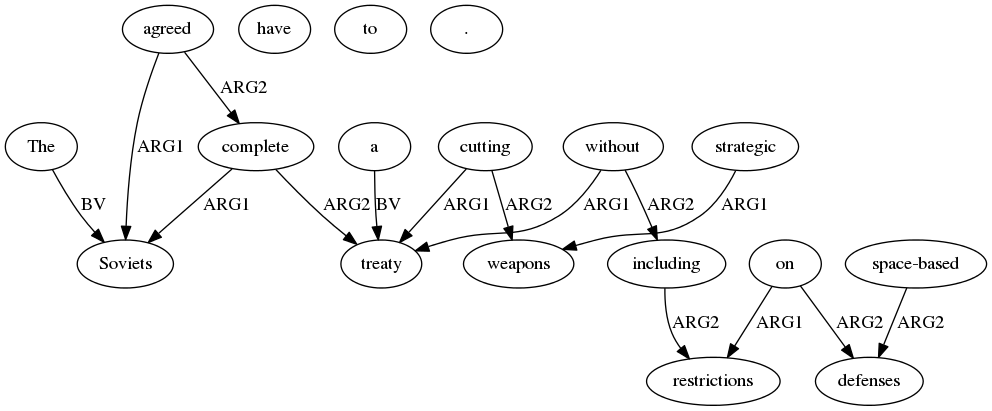 agreed have to .
ARG2
The ARG1 complete a cutting without strategic
BV ARG1 ARG2 BV ARG1 ARG2 ARG1 ARG2 ARG1
Soviets treaty weapons including on space-based
ARG2 ARG1 ARG2 ARG2
restrictions defenses